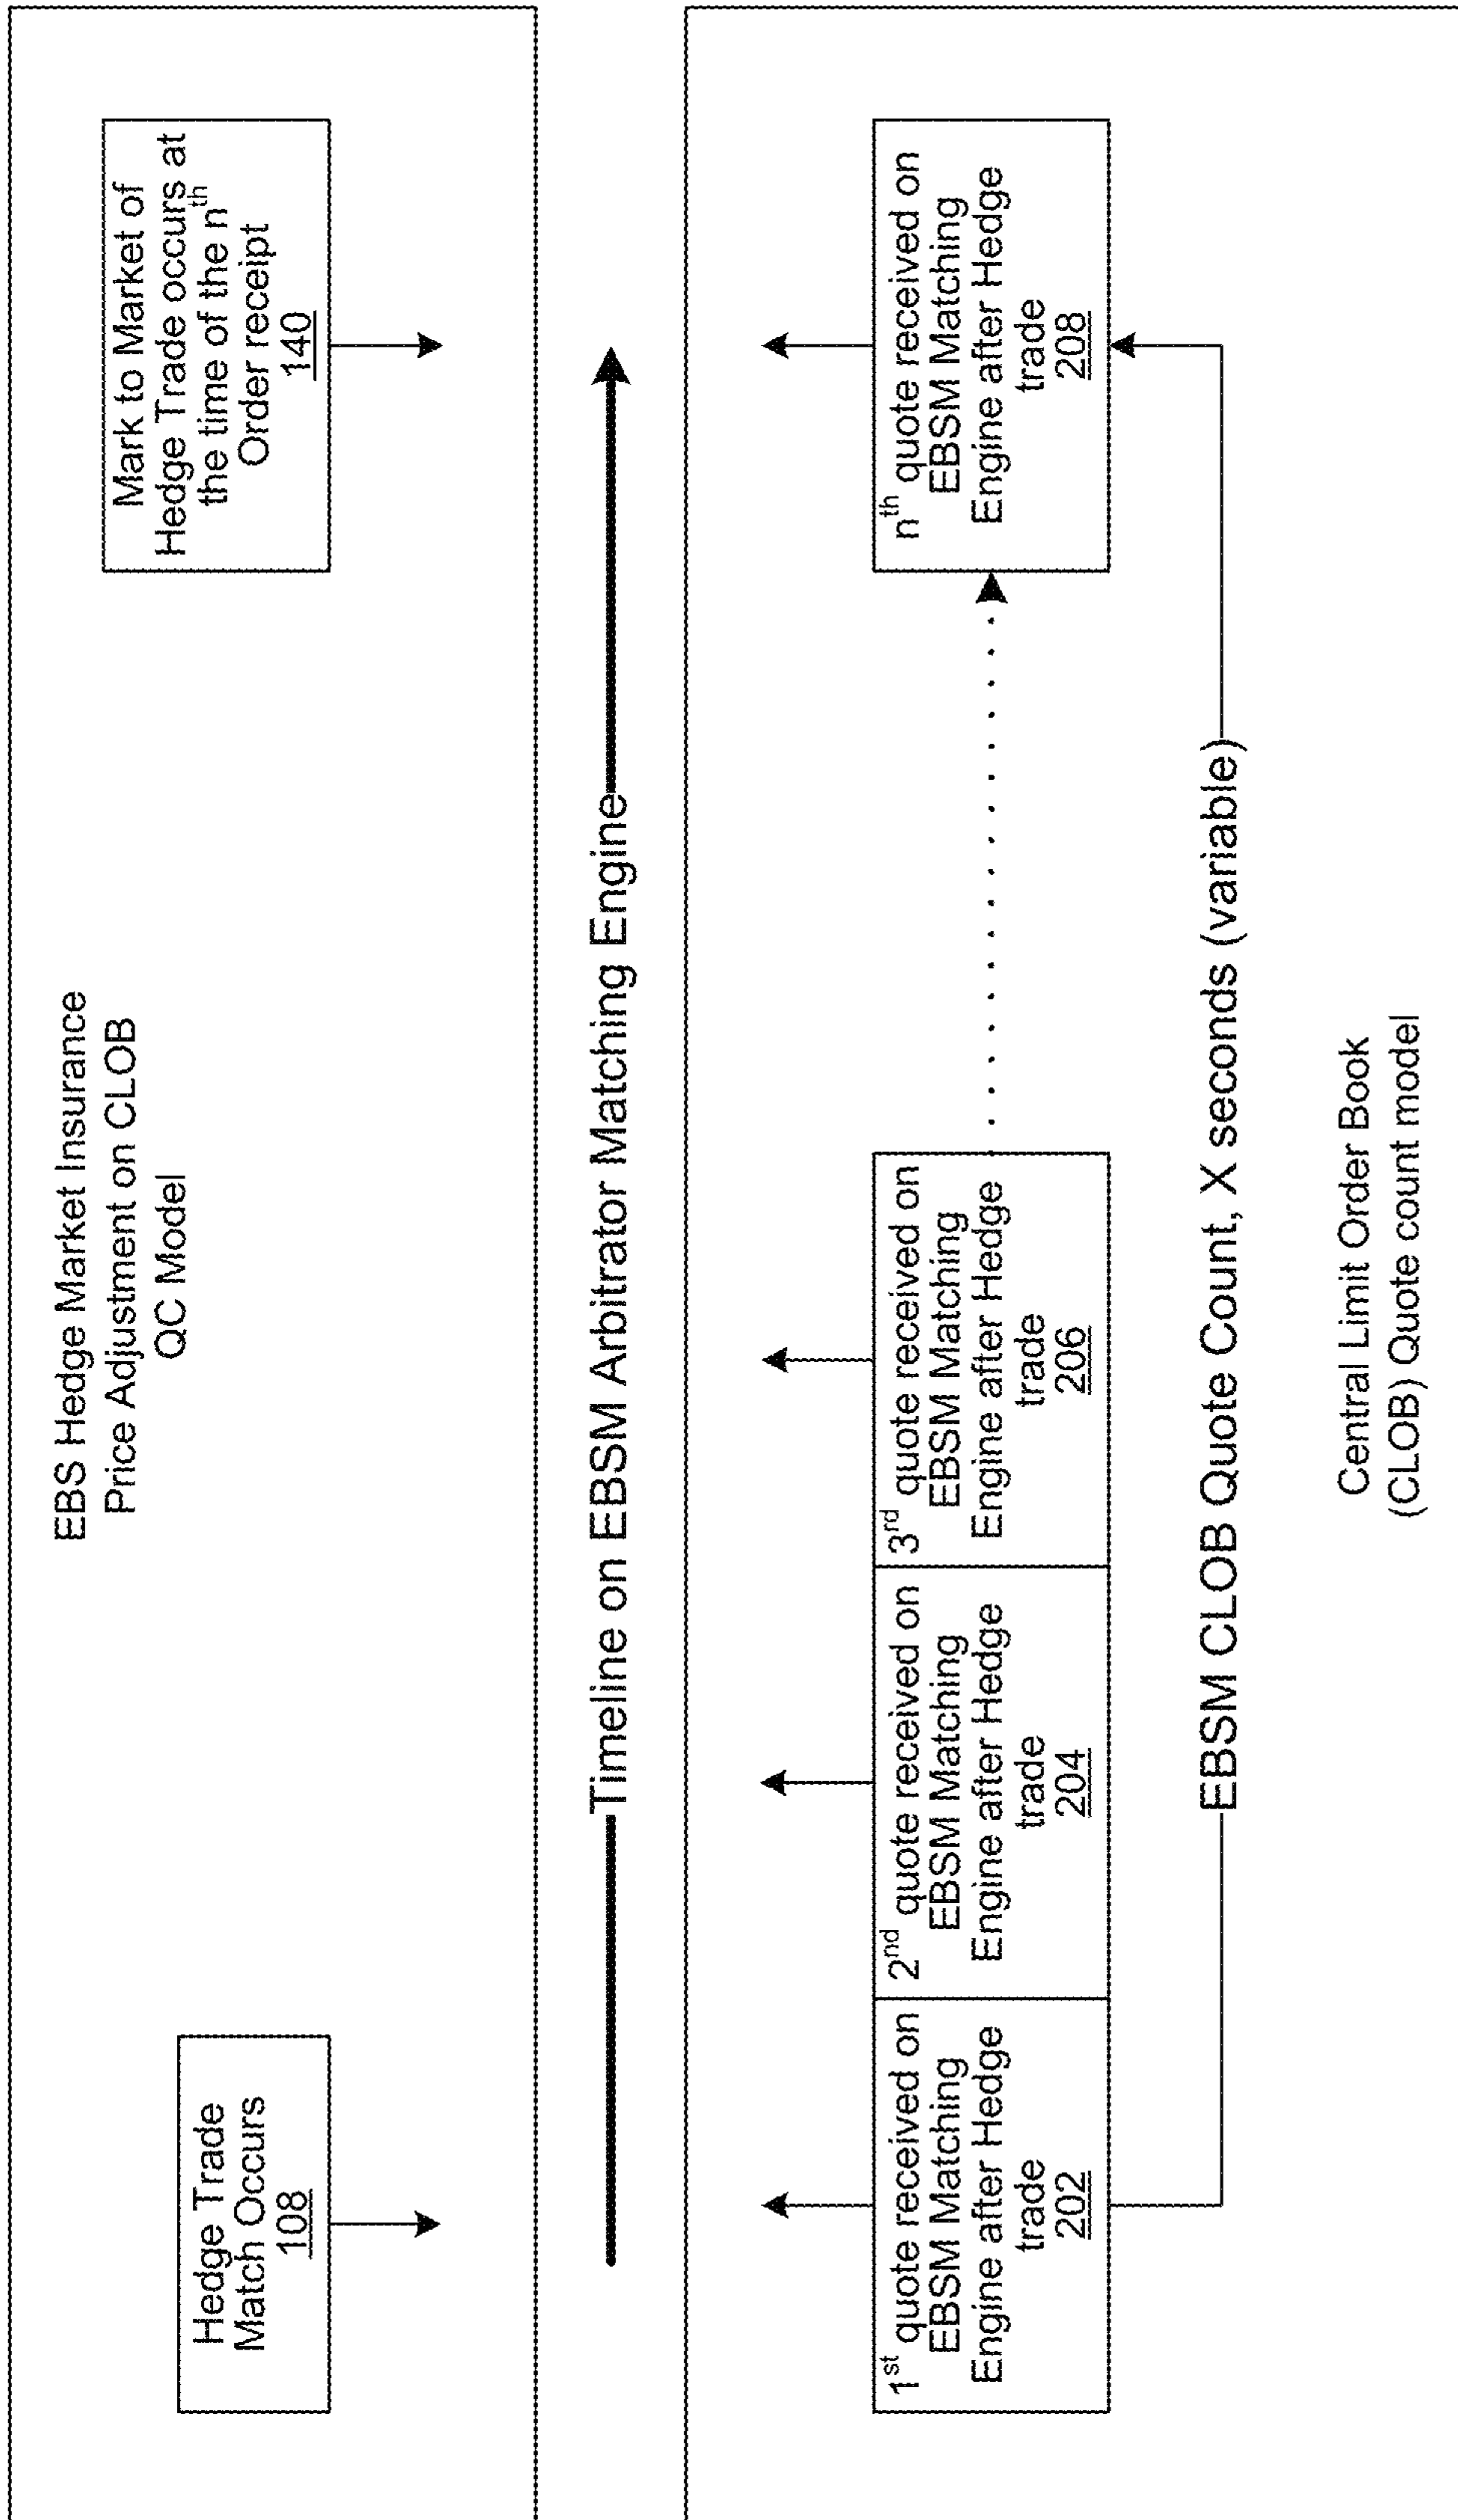 EBS Hedge Market Insurance
Price Adjustment on CLOB
QC Model
Hedge Trade
Match Occurs
108
Mark to Market of
Hedge Trade occurs at
the time of the nth
Order receipt
140
Timeline on EBSM Arbitrator Matching Engine
1st quote received on
EBSM Matching
Engine after Hedge
trade
202
2nd quote received on
EBSM Matching
Engine after Hedge
trade
204
3rd quote received on
EBSM Matching
Engine after Hedge
trade
206
nth quote received on
EBSM Matching
Engine after Hedge
trade
208
EBSM CLOB Quote Count, X seconds (variable)
Central Limit Order Book
(CLOB) Quote count model